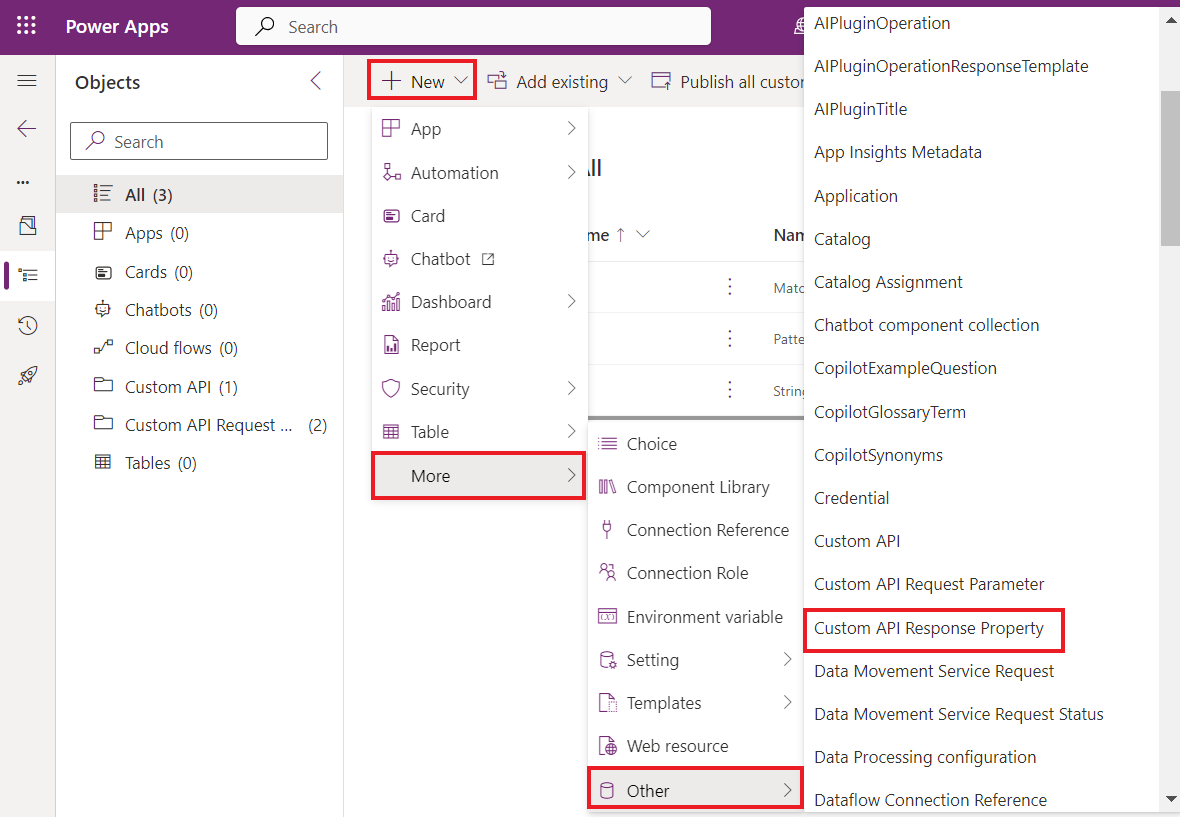 Power Apps
Search
Objects
Search
All (3)
Apps (0)
Cards (0)
Chatbots (0)
Cloud flows (0)
Custom API (1)
Custom API Request ... (2)
Tables (0)
New
Add existing
Publish all custor
App
Automation
Card
Chatbot
Dashboard
Report
Security
Table
More
All
me ↑
Nam
Matc
Patte
String
Choice
Component Library
Connection Reference
Connection Role
Environment variable
Setting
Templates
Web resource
Other
AIPluginOperation
AIPluginOperationResponseTemplate
AIPluginTitle
App Insights Metadata
Application
Catalog
Catalog Assignment
Chatbot component collection
CopilotExampleQuestion
CopilotGlossaryTerm
CopilotSynonyms
Credential
Custom API
Custom API Request Parameter
Custom API Response Property
Data Movement Service Request
Data Movement Service Request Status
Data Processing configuration
Dataflow Connection Reference